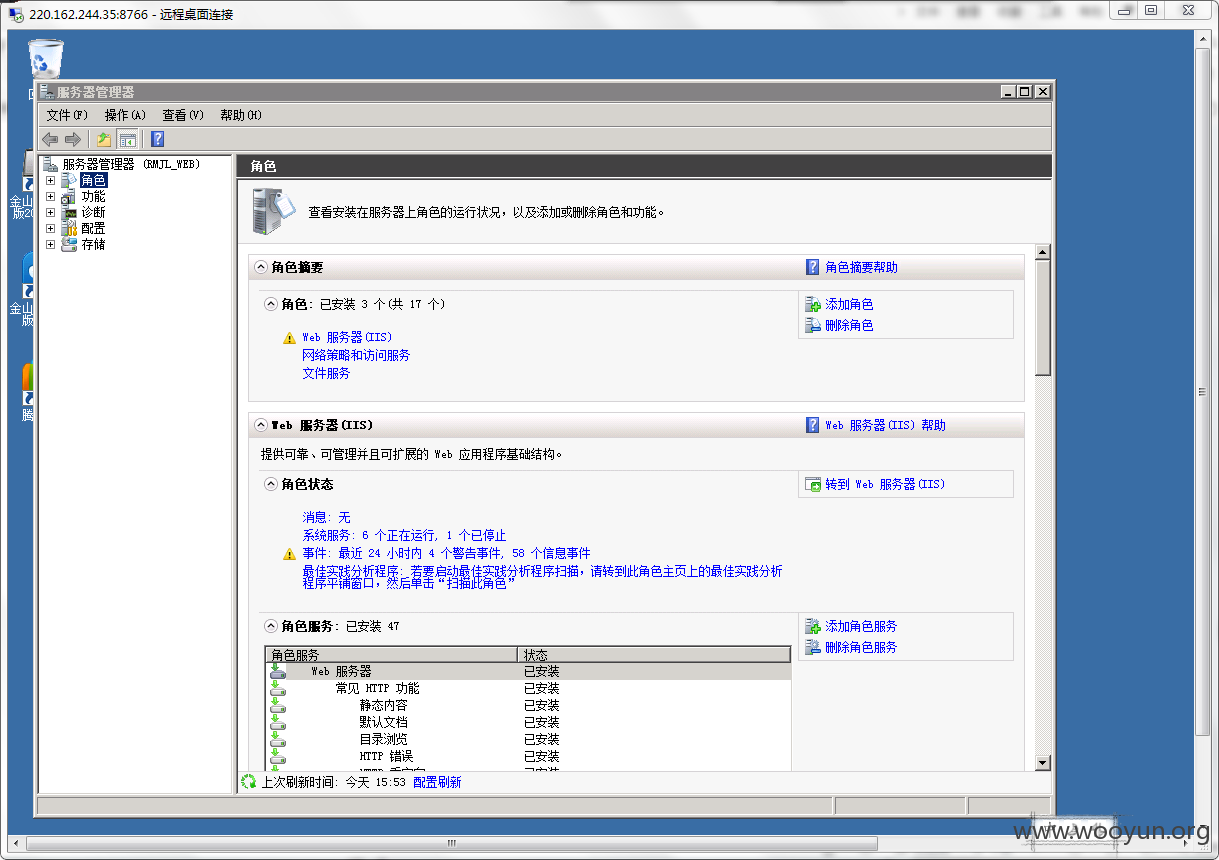 220.162.244.35:8766 - 远程桌面连接
服务器管理器
文件(F) 操作(A) 查看(V) 帮助(H)
服务器管理器 (RMJL_WEB)
角色
功能
诊断
配置
存储
金山
版20
金山
版
腾
角色
查看安装在服务器上角色的运行状况，以及添加或删除角色和功能。
角色摘要
角色摘要帮助
角色: 已安装 3 个(共 17 个)
添加角色
删除角色
Web 服务器(IIS)
网络策略和访问服务
文件服务
Web 服务器(IIS)
Web 服务器(IIS) 帮助
提供可靠、可管理并且可扩展的 Web 应用程序基础结构。
角色状态
转到 Web 服务器(IIS)
消息: 无
系统服务: 6 个正在运行, 1 个已停止
事件: 最近 24 小时内 4 个警告事件, 58 个信息事件
最佳实践分析程序: 若要启动最佳实践分析程序扫描，请转到此角色主页上的最佳实践分析
程序平铺窗口，然后单击“扫描此角色”
角色服务: 已安装 47
添加角色服务
删除角色服务
角色服务 状态
Web 服务器 已安装
常见 HTTP 功能 已安装
静态内容 已安装
默认文档 已安装
目录浏览 已安装
HTTP 错误 已安装
上次刷新时间: 今天 15:53 配置刷新
www.wooyun.org